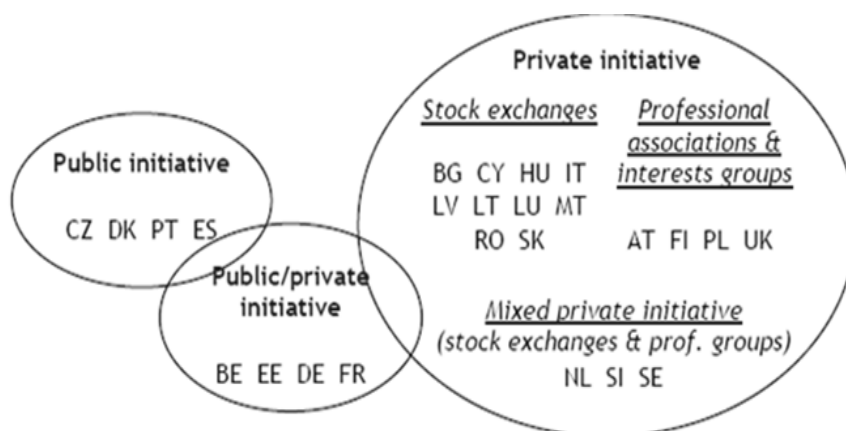 Public initiative
CZ DK PT ES
Public/private
initiative
BE EE DE FR
Private initiative
Stock exchanges
BG CY HU IT
LV LT LU MT
RO SK
Professional
associations &
interests groups
AT FI PL UK
Mixed private initiative
(stock exchanges & prof. groups)
NL SI SE